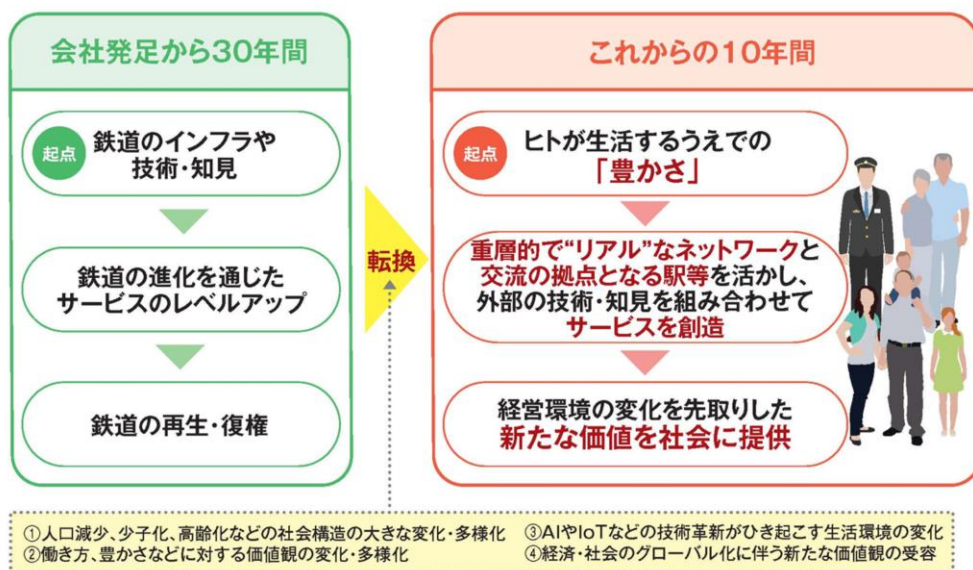 会社発足から30年間
起点
鉄道のインフラや
技術・知見
鉄道の進化を通じた
サービスのレベルアップ
鉄道の再生・復権
転換
これからの10年間
起点
ヒトが生活するうえでの
「豊かさ」
重層的で“リアル”なネットワークと
交流の拠点となる駅等を活かし、
外部の技術・知見を組み合わせて
サービスを創造
経営環境の変化を先取りした
新たな価値を社会に提供
①人口減少、少子化、高齢化などの社会構造の大きな変化・多様化
②働き方、豊かさなどに対する価値観の変化・多様化
③AIやIoTなどの技術革新がひき起こす生活環境の変化
④経済・社会のグローバル化に伴う新たな価値観の受容